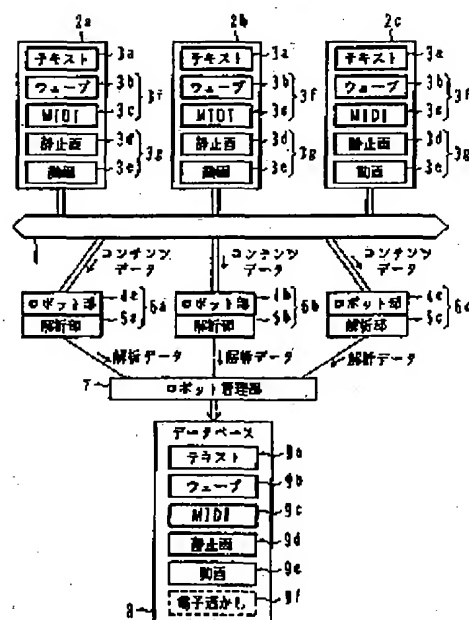 2a 2b 2c
テキスト 3a テキスト 3a テキスト 3a
ウェーブ 3b ウェーブ 3b ウェーブ 3b
3f 3f 3f
MIDI 3c MIDI 3c MIDI 3c
静止画 3d 静止画 3d 静止画 3d
3g 3g 3g
動画 3e 動画 3e 動画 3e
1
コンテンツデータ コンテンツデータ コンテンツデータ
ロボット部 4a ロボット部 4b ロボット部 4c
6a 6b
解析部 5a 解析部 5b 解析部 5c
解析データ 解析データ 解析データ
7 ロボット管理部
データベース
テキスト 9a
ウェーブ 9b
MIDI 9c
静止画 9d
動画 9e
8 電子透かし 9f